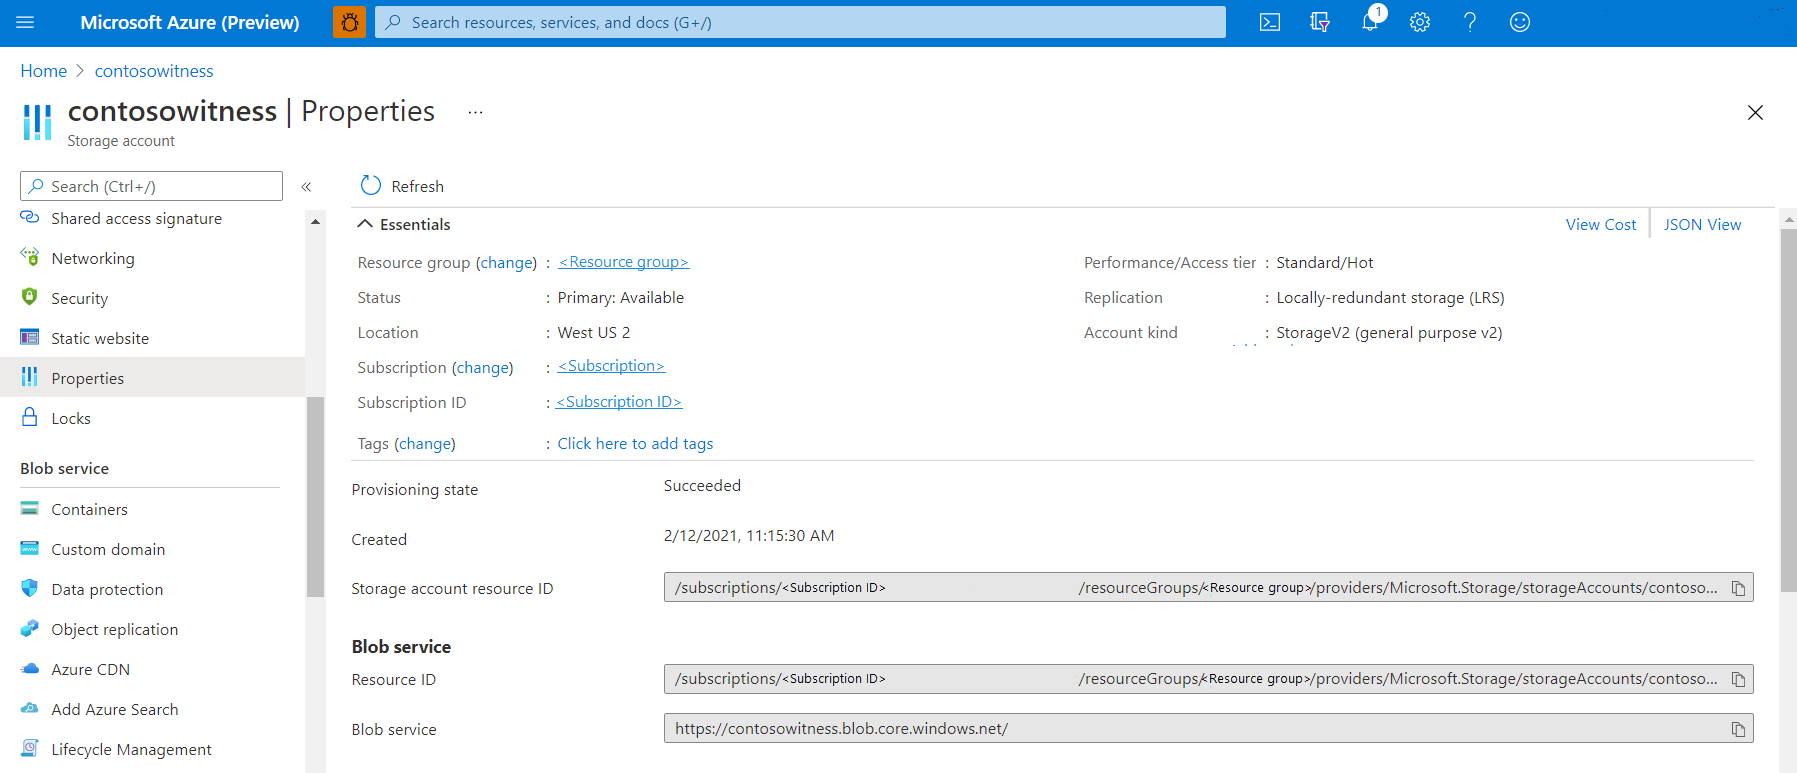 Microsoft Azure (Preview)
Search resources, services, and docs (G+/)
1
Home > contosowitness
contosowitness | Properties ...
Storage account
Search (Ctrl+/)
«
Shared access signature
Networking
Security
Static website
Properties
Locks
Blob service
Containers
Custom domain
Data protection
Object replication
Azure CDN
Add Azure Search
Lifecycle Management
Refresh
Essentials
View Cost
JSON View
Resource group (change) : <Resource group>
Status : Primary: Available
Location : West US 2
Subscription (change) : <Subscription>
Subscription ID : <Subscription ID>
Tags (change) : Click here to add tags
Performance/Access tier : Standard/Hot
Replication : Locally-redundant storage (LRS)
Account kind : StorageV2 (general purpose v2)
Provisioning state Succeeded
Created 2/12/2021, 11:15:30 AM
Storage account resource ID /subscriptions/<Subscription ID> /resourceGroups/<Resource group>/providers/Microsoft.Storage/storageAccounts/contoso...
Blob service
Resource ID /subscriptions/<Subscription ID> /resourceGroups/<Resource group>/providers/Microsoft.Storage/storageAccounts/contoso...
Blob service https://contosowitness.blob.core.windows.net/